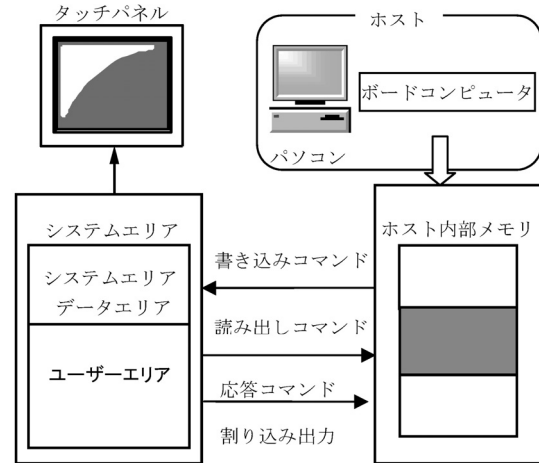 タッチパネル
ホスト
ボードコンピュータ
パソコン
システムエリア
システムエリア
データエリア
ユーザーエリア
書き込みコマンド
読み出しコマンド
応答コマンド
割り込み出力
ホスト内部メモリ